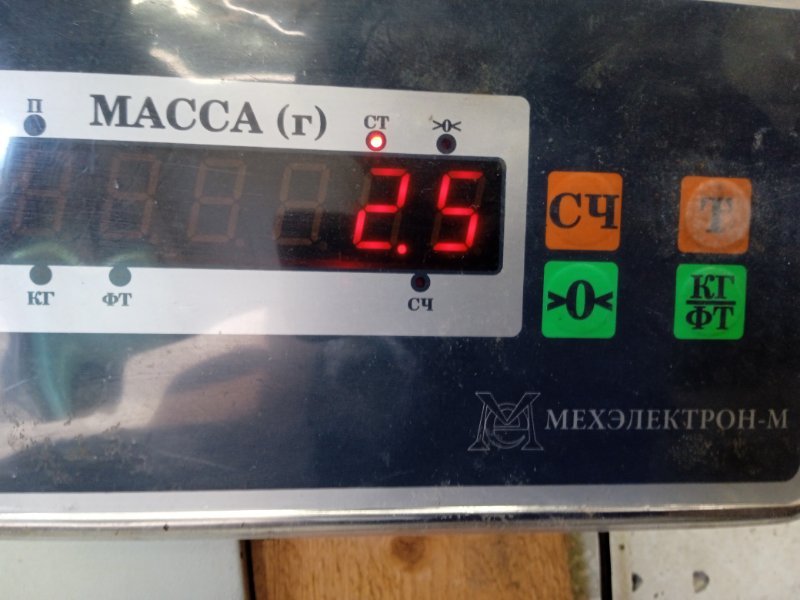 П
МАССА (г)
СТ
>0<
2.5
КГ
ФТ
СЧ
СЧ
Т
>0<
КГ
ФТ
МЕХЭЛЕКТРОН-М